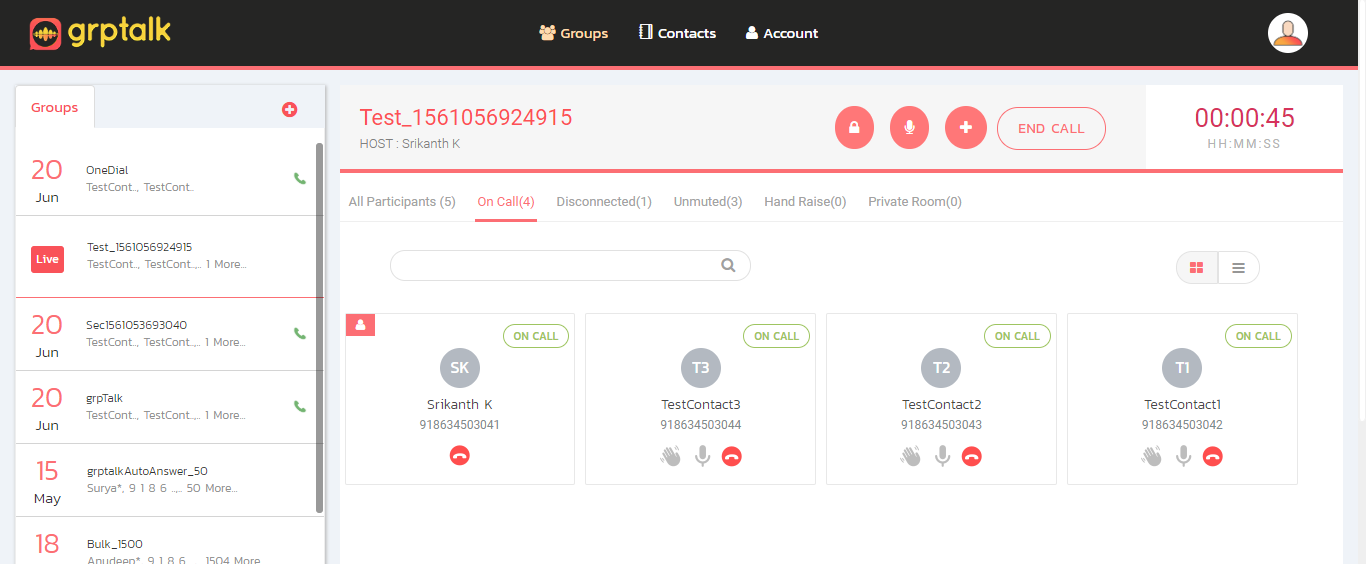 grptalk
Groups
Contacts
Account
Groups
20
Jun
OneDial
TestCont.., TestCont..
Live
Test_1561056924915
TestCont.., TestCont..,.. 1 More...
20
Jun
Sec1561053693040
TestCont.., TestCont..,.. 1 More...
20
Jun
grpTalk
TestCont.., TestCont..,.. 1 More...
15
May
grptalkAutoAnswer_50
Surya*, 9 1 8 6 ..,.. 50 More...
18
Bulk_1500
Anudeep*, 9 1 8 6 ..,.. 1504 More...
Test_1561056924915
HOST : Srikanth K
END CALL
00:00:45
HH:MM:SS
All Participants (5)
On Call(4)
Disconnected(1)
Unmuted(3)
Hand Raise(0)
Private Room(0)
ON CALL
SK
Srikanth K
918634503041
ON CALL
T3
TestContact3
918634503044
ON CALL
T2
TestContact2
918634503043
ON CALL
T1
TestContact1
918634503042